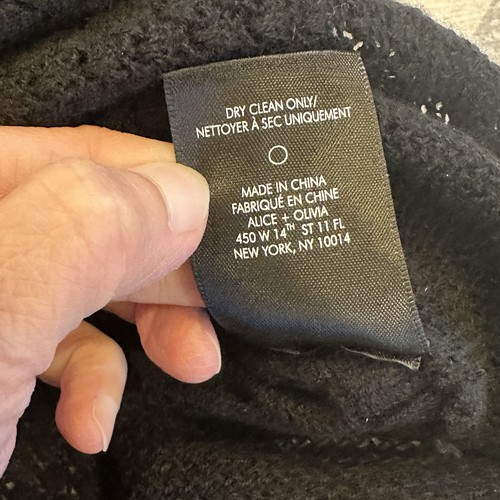 DRY CLEAN ONLY/
NETTOYER À SEC UNIQUEMENT
MADE IN CHINA
FABRIQUÉ EN CHINE
ALICE + OLIVIA
450 W 14TH ST 11 FL
NEW YORK, NY 10014